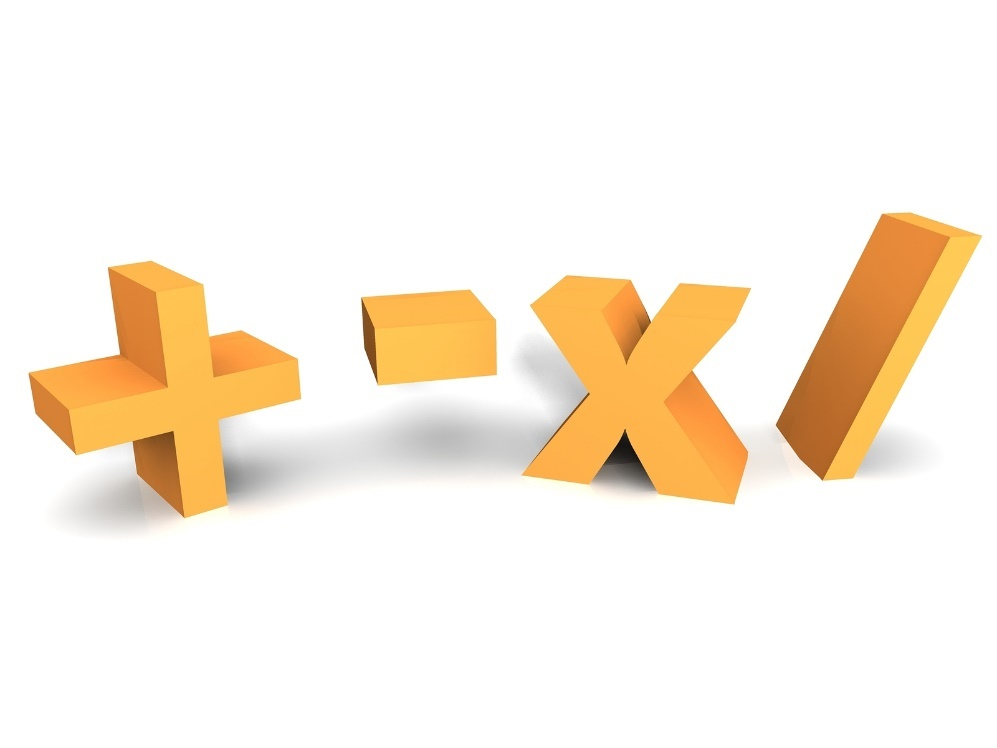 + - x /